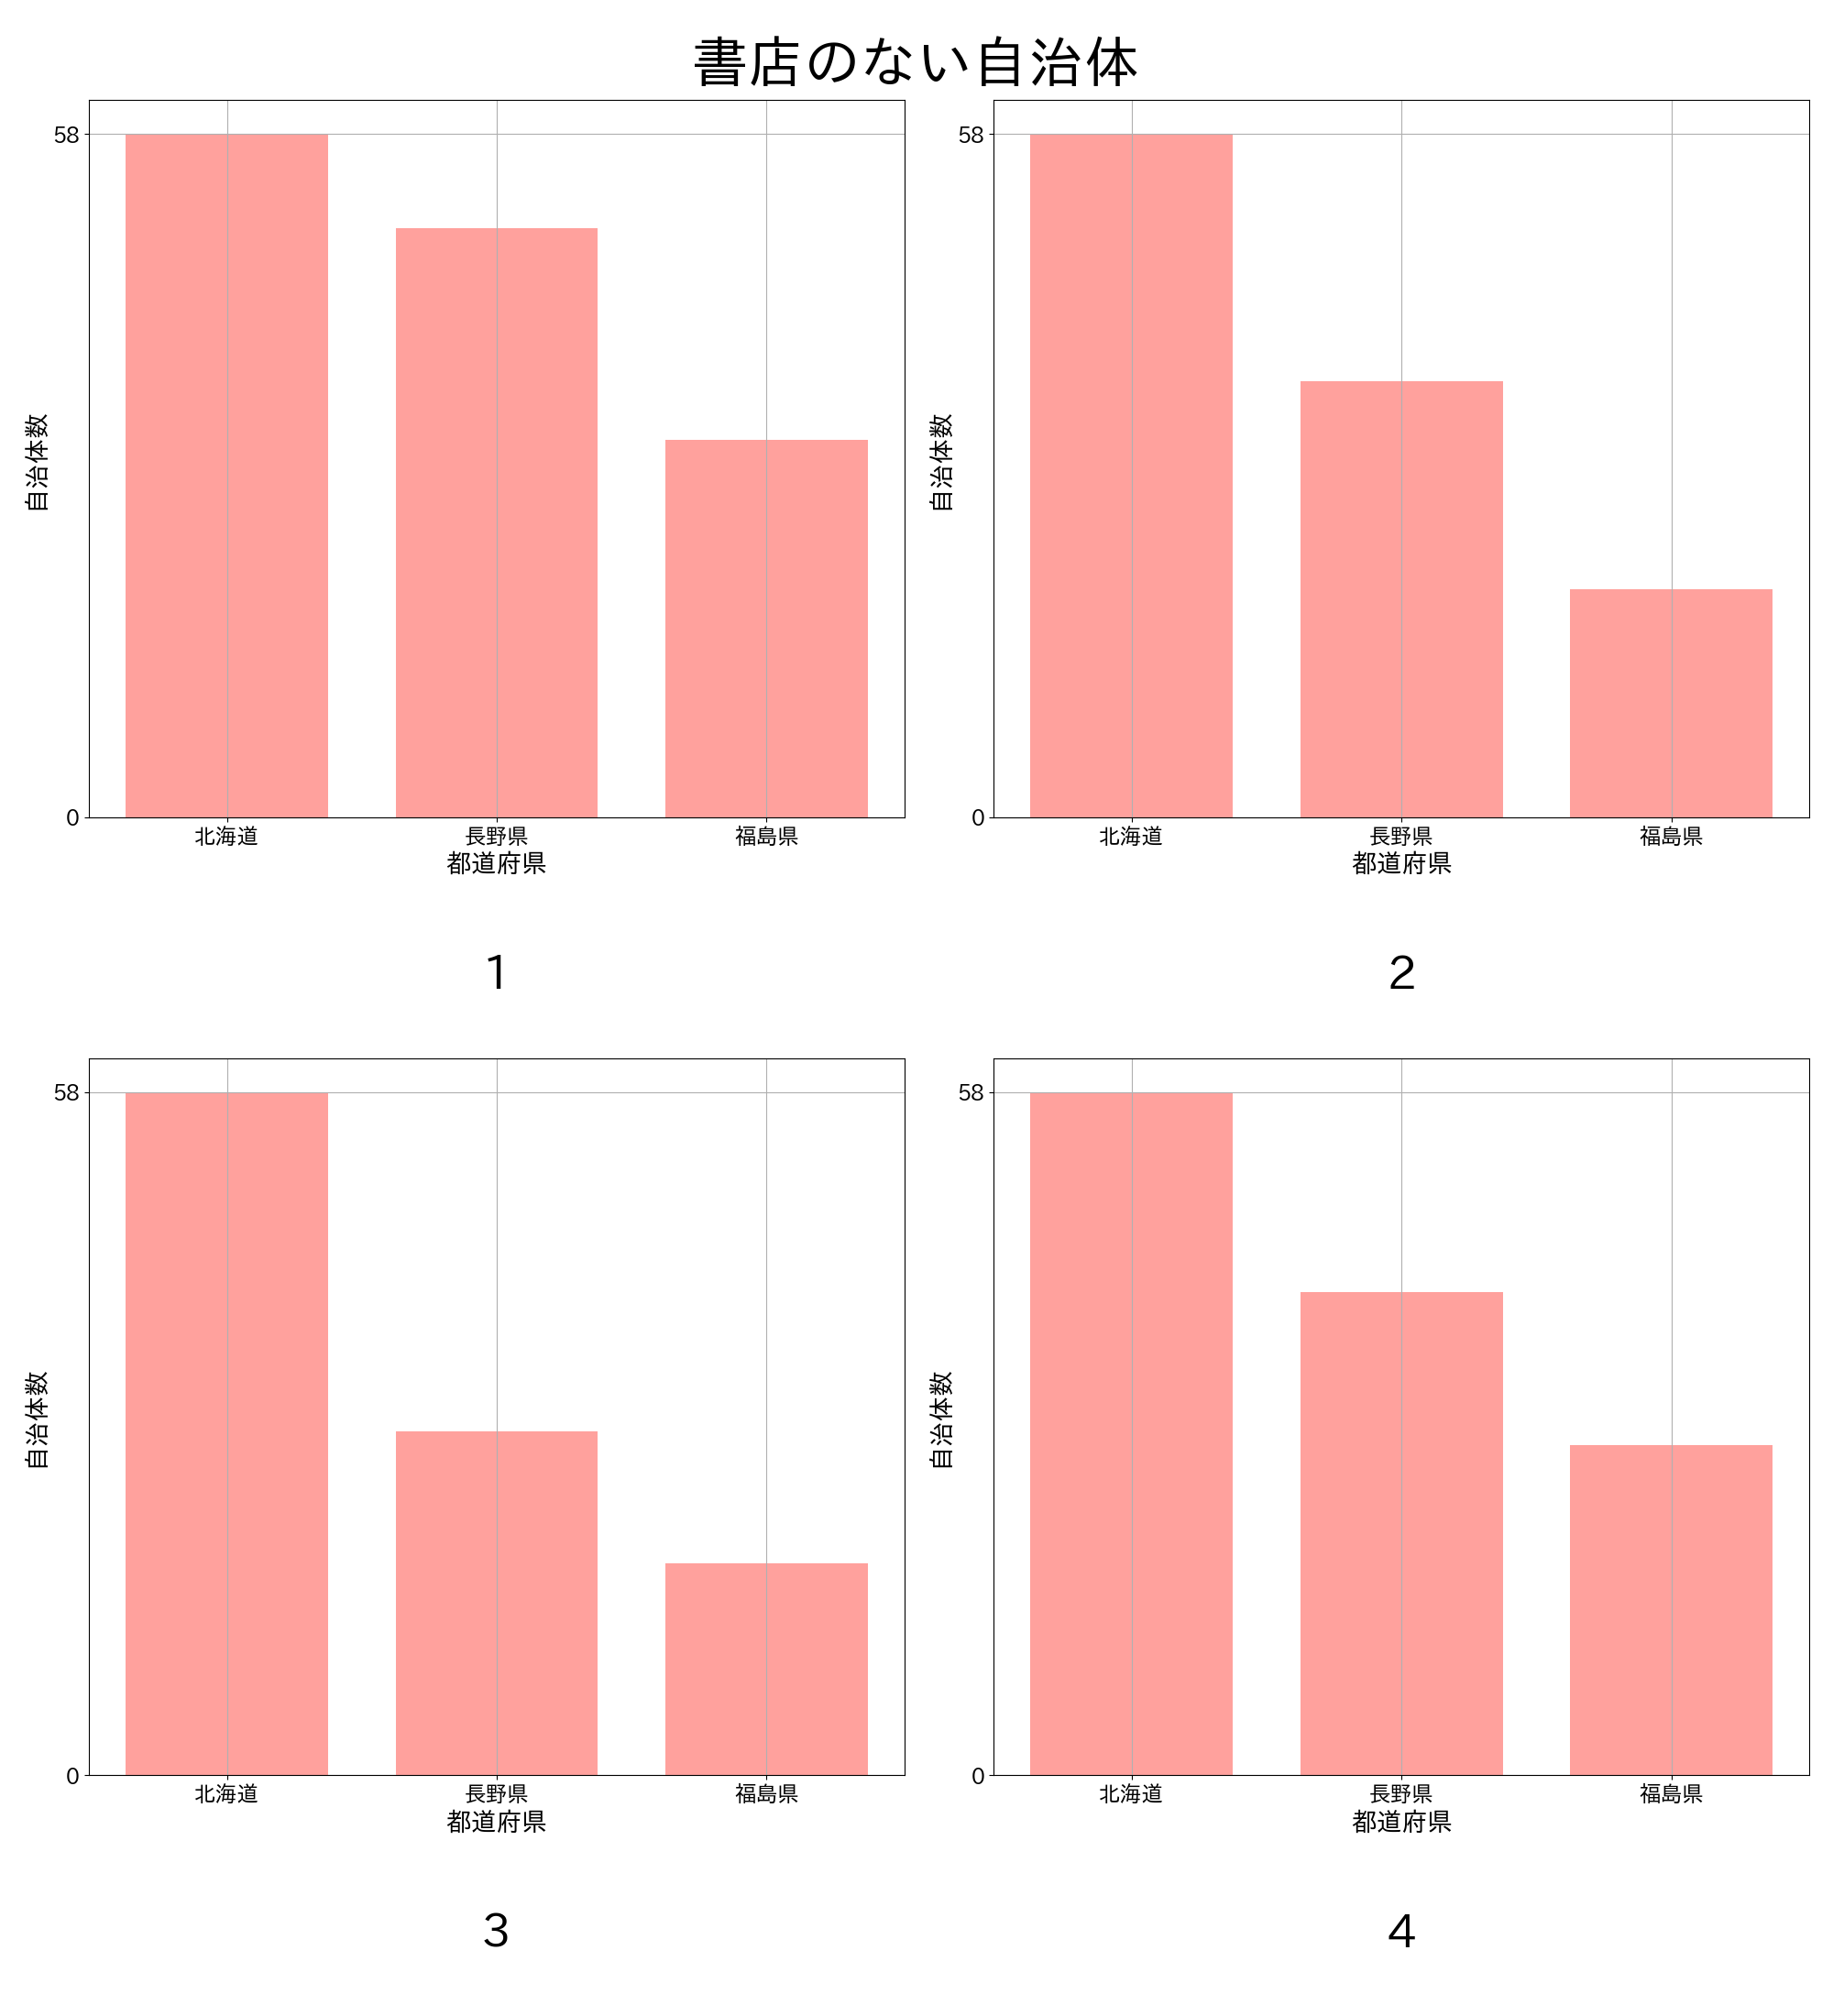 書店のない自治体
58
0
自治体数
北海道
長野県
福島県
都道府県
1
58
0
自治体数
北海道
長野県
福島県
都道府県
2
58
0
自治体数
北海道
長野県
福島県
都道府県
3
58
0
自治体数
北海道
長野県
福島県
都道府県
4